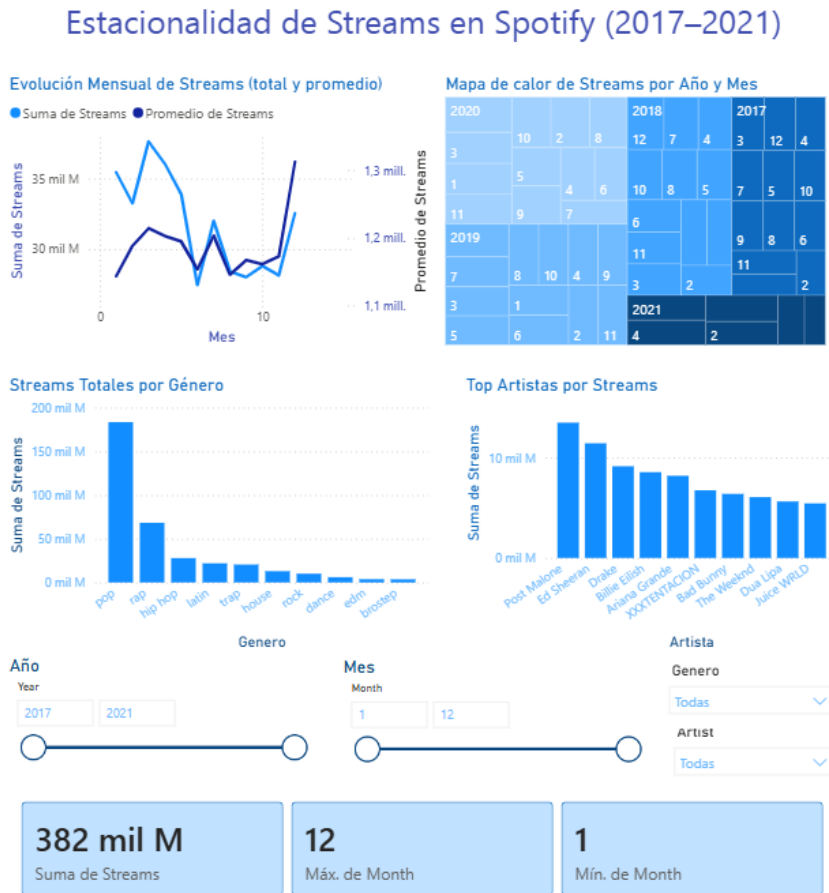 Estacionalidad de Streams en Spotify (2017–2021)
Evolución Mensual de Streams (total y promedio)
Suma de Streams Promedio de Streams
Suma de Streams
35 mil M
30 mil M
1,3 mill.
1,2 mill.
1,1 mill.
Promedio de Streams
0 10
Mes
Mapa de calor de Streams por Año y Mes
2020
10 2 8
3
5
1
4 6
11 9 7
2019
7 8 10 4 9
3 1
5 6 2 11
2018
12 7 4
10 8 5
6
11
3 2
2017
3 12 4
7 5 10
9 8 6
11
2
2021
4 2
Streams Totales por Género
Suma de Streams
200 mil M
150 mil M
100 mil M
50 mil M
0 mil M
pop rap hip hop latin trap house rock dance edm brostep
Genero
Top Artistas por Streams
Suma de Streams
10 mil M
0 mil M
Post Malone Ed Sheeran Drake Billie Eilish Ariana Grande XXXTENTACION Bad Bunny The Weeknd Dua Lipa Juice WRLD
Artista
Año
Year
2017 2021
Mes
Month
1 12
Genero
Todas
Artist
Todas
382 mil M
Suma de Streams
12
Máx. de Month
1
Mín. de Month